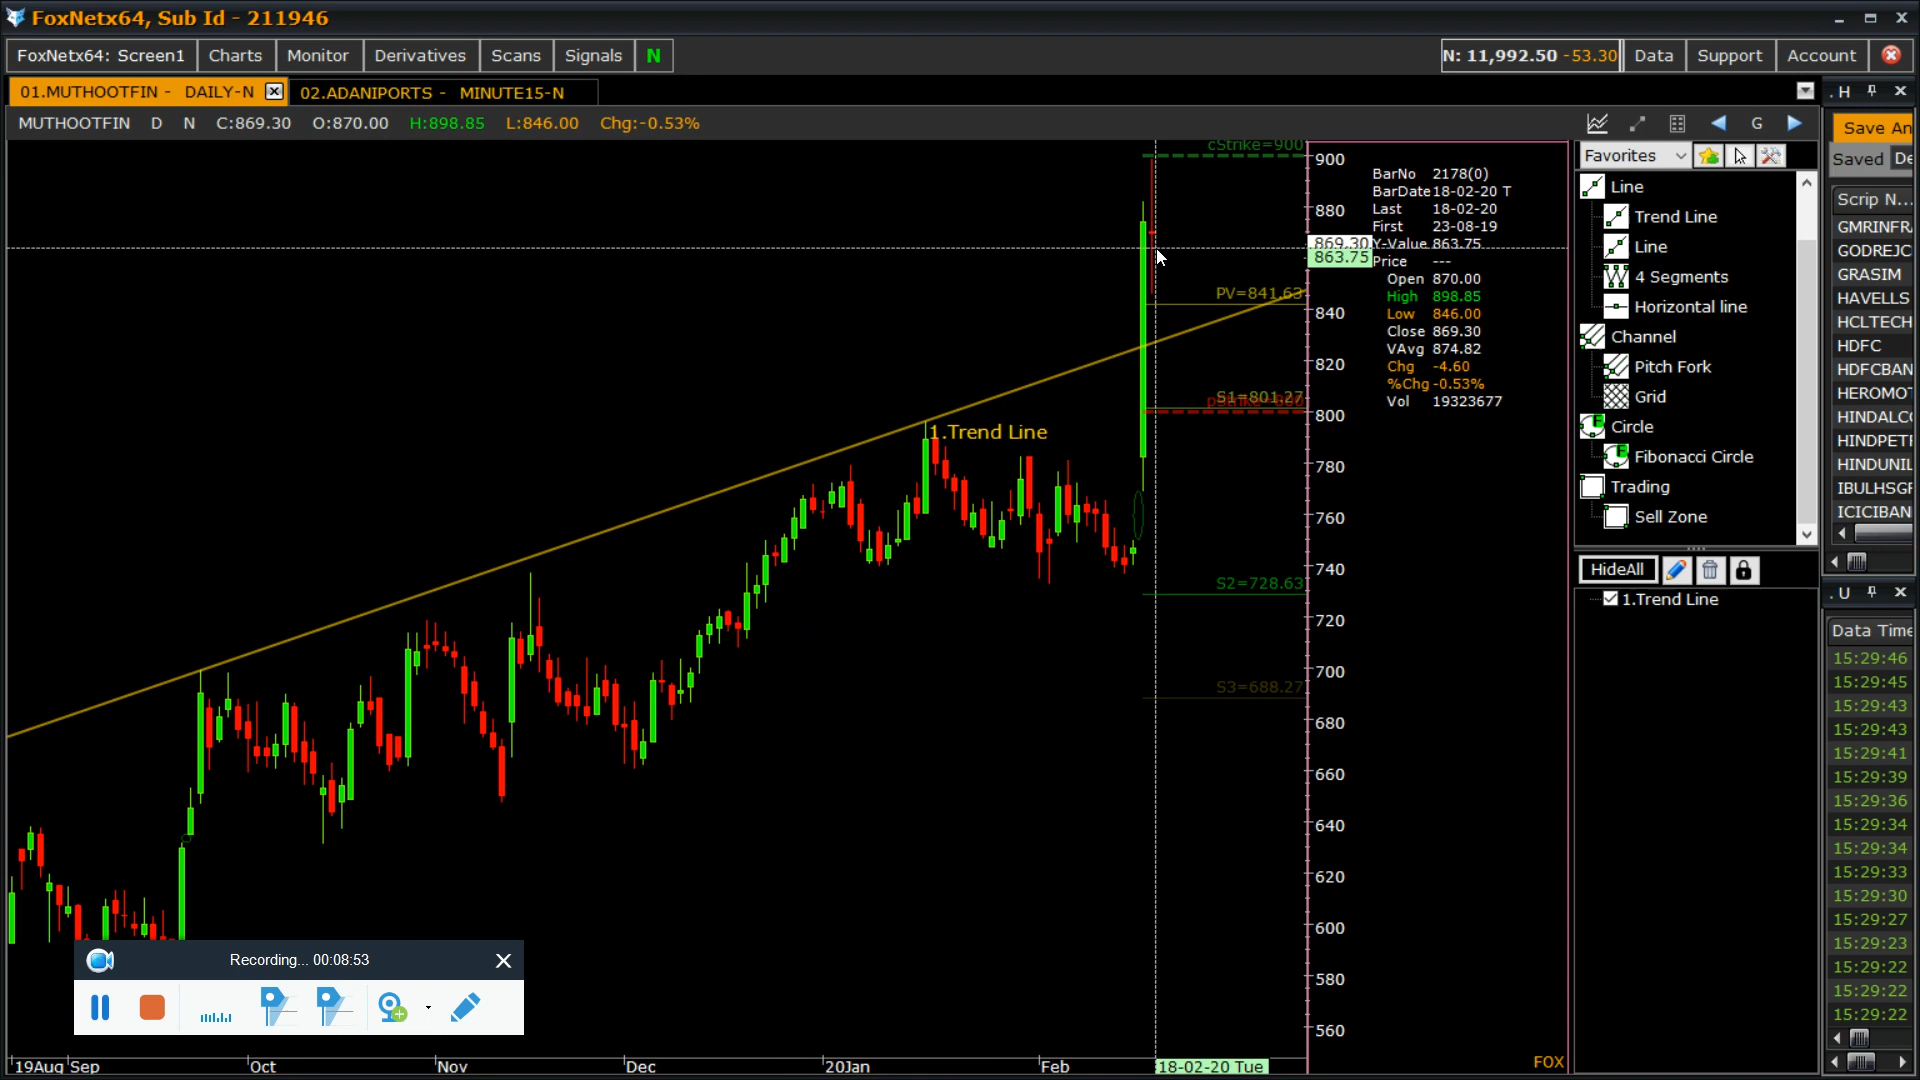 FoxNetx64, Sub Id - 211946
FoxNetx64: Screen1 Charts Monitor Derivatives Scans Signals N N: 11,992.50 -53.30 Data Support Account
01.MUTHOOTFIN - DAILY-N 02.ADANIPORTS - MINUTE15-N . H
MUTHOOTFIN D N C:869.30 O:870.00 H:898.85 L:846.00 Chg:-0.53% G
cStrike=900
PV=841.63
S1=801.27
S2=728.63
S3=688.27
1.Trend Line
900
880
869.30
863.75
840
820
800
780
760
740
720
700
680
660
640
620
600
580
560
BarNo 2178(0)
BarDate 18-02-20 T
Last 18-02-20
First 23-08-19
Y-Value 863.75
Price ---
Open 870.00
High 898.85
Low 846.00
Close 869.30
VAvg 874.82
Chg -4.60
%Chg -0.53%
Vol 19323677
FOX
19Aug Sep Oct Nov Dec 20Jan Feb 18-02-20 Tue
Recording... 00:08:53
Favorites
Line
Trend Line
Line
4 Segments
Horizontal line
Channel
Pitch Fork
Grid
Circle
Fibonacci Circle
Trading
Sell Zone
HideAll
1.Trend Line
Save An
Saved De
Scrip N...
GMRINFR
GODREJC
GRASIM
HAVELLS
HCLTECH
HDFC
HDFCBAN
HEROMOT
HINDALC
HINDPET
HINDUNIL
IBULHSGF
ICICIBAN
. U
Data Time
15:29:46
15:29:45
15:29:43
15:29:43
15:29:41
15:29:39
15:29:36
15:29:34
15:29:34
15:29:33
15:29:30
15:29:27
15:29:23
15:29:22
15:29:22
15:29:22